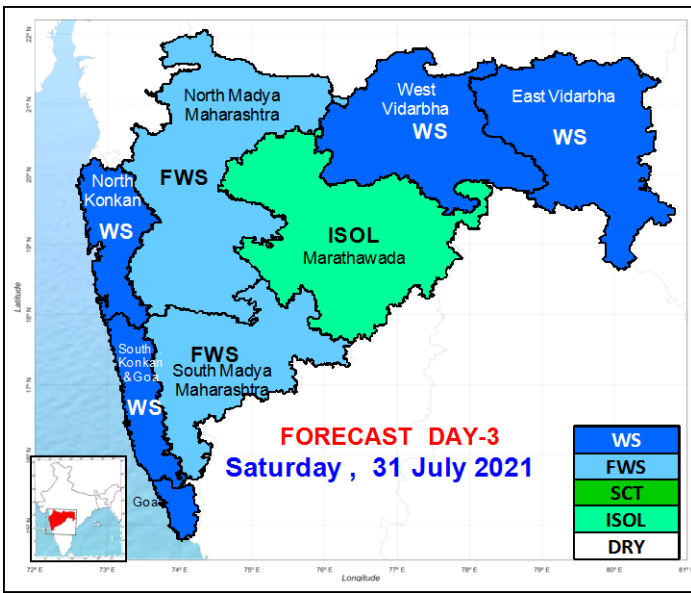 22° N
21° N
20° N
19° N
18° N
17° N
Latitude
North Madya
Maharashtra
FWS
West
Vidarbha
WS
East Vidarbha
WS
North
Konkan
WS
ISOL
Marathawada
South
Konkan
&Goa
WS
FWS
South Madya
Maharashtra
Goa
FORECAST DAY-3
Saturday , 31 July 2021
WS
FWS
SCT
ISOL
DRY
72° E
73° E
74° E
75° E
76° E
77° E
78° E
79° E
80° E
81° E
Longitude